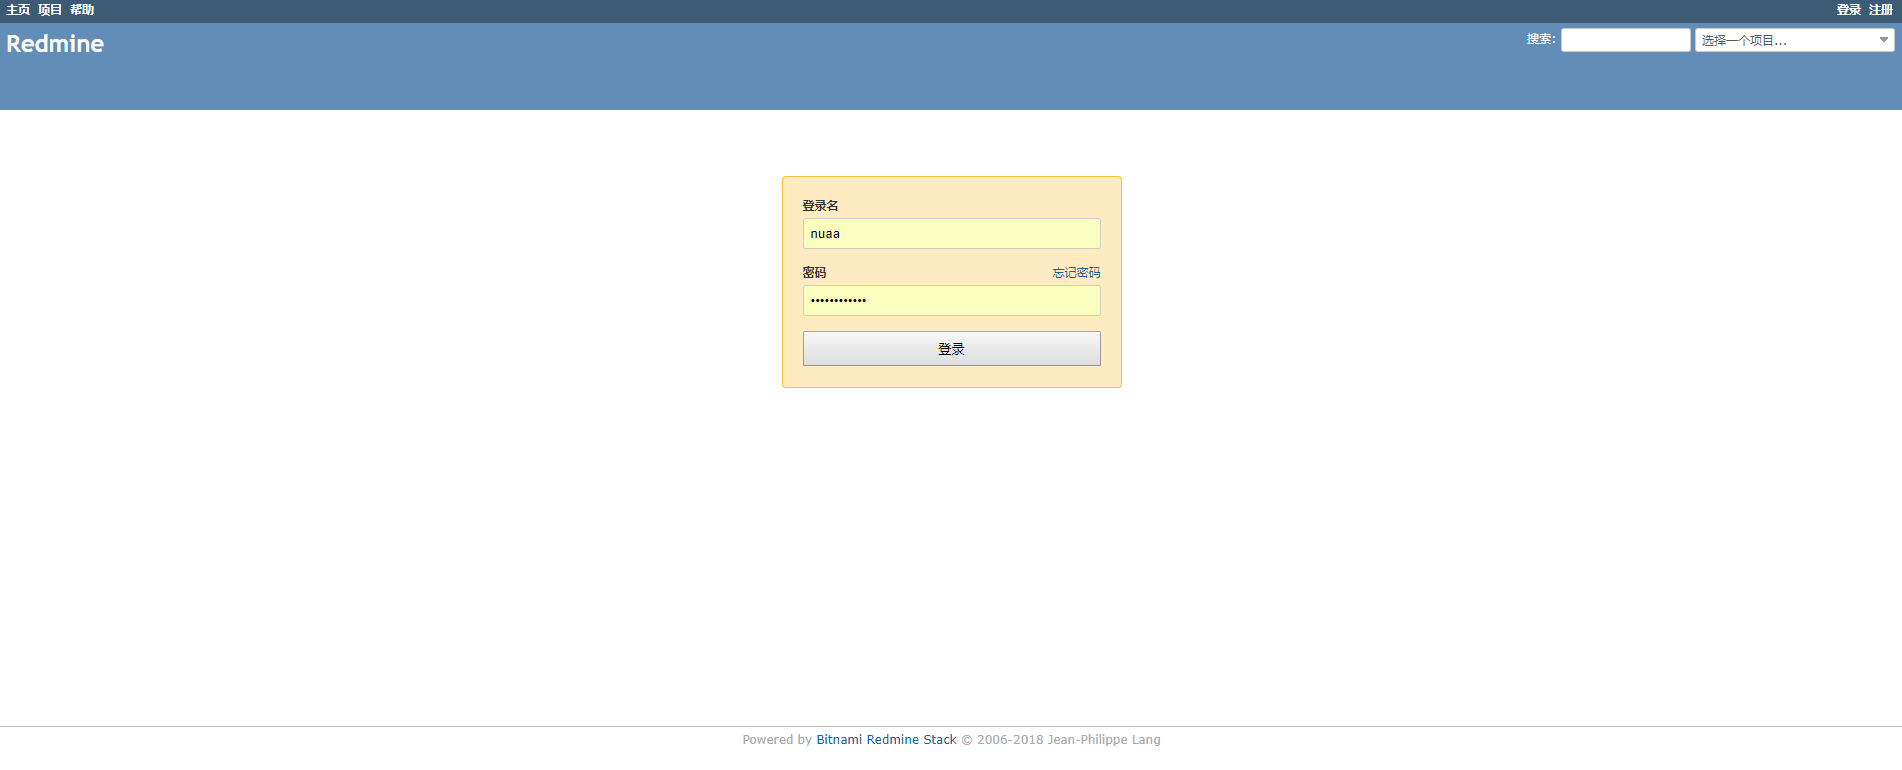 主页 项目 帮助 登录 注册
Redmine 搜索: 选择一个项目...
登录名
nuaa
密码 忘记密码
••••••••••••
登录
Powered by Bitnami Redmine Stack © 2006-2018 Jean-Philippe Lang